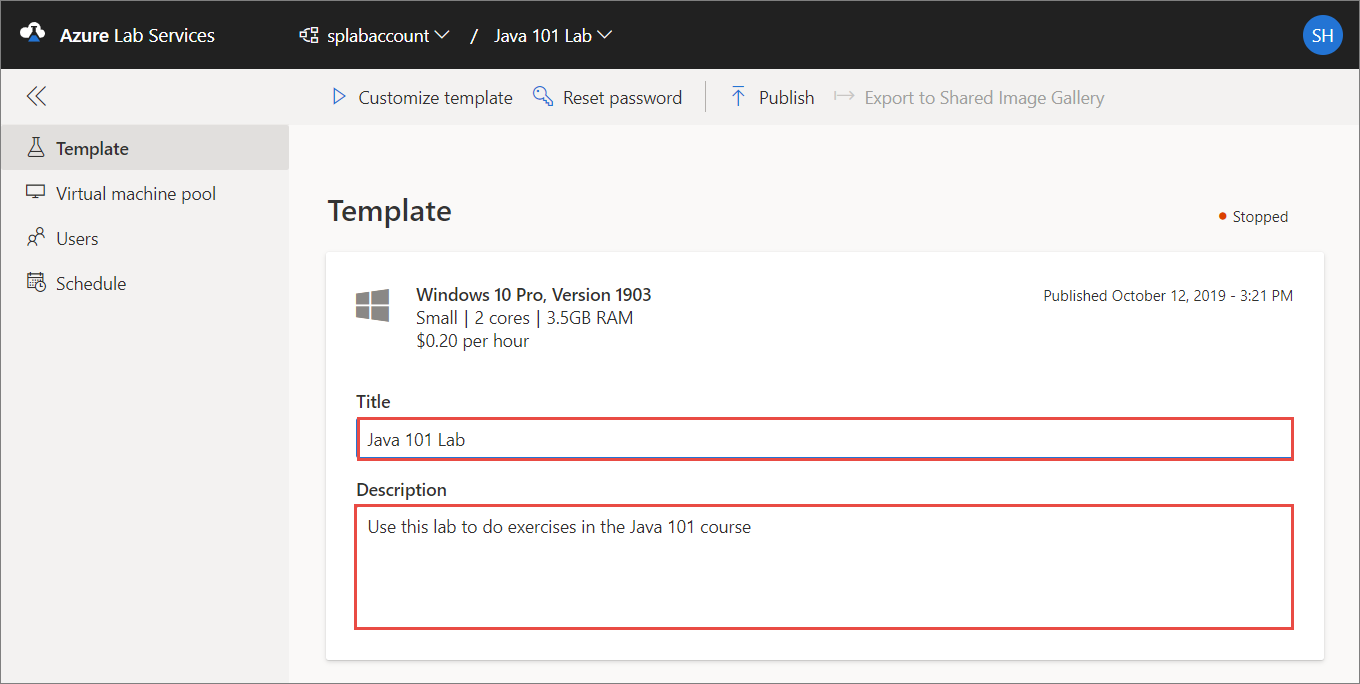 Azure Lab Services
splabaccount / Java 101 Lab
SH
Customize template
Reset password
Publish
Export to Shared Image Gallery
Template
Virtual machine pool
Users
Schedule
Template
Stopped
Windows 10 Pro, Version 1903
Published October 12, 2019 - 3:21 PM
Small | 2 cores | 3.5GB RAM
$0.20 per hour
Title
Java 101 Lab
Description
Use this lab to do exercises in the Java 101 course